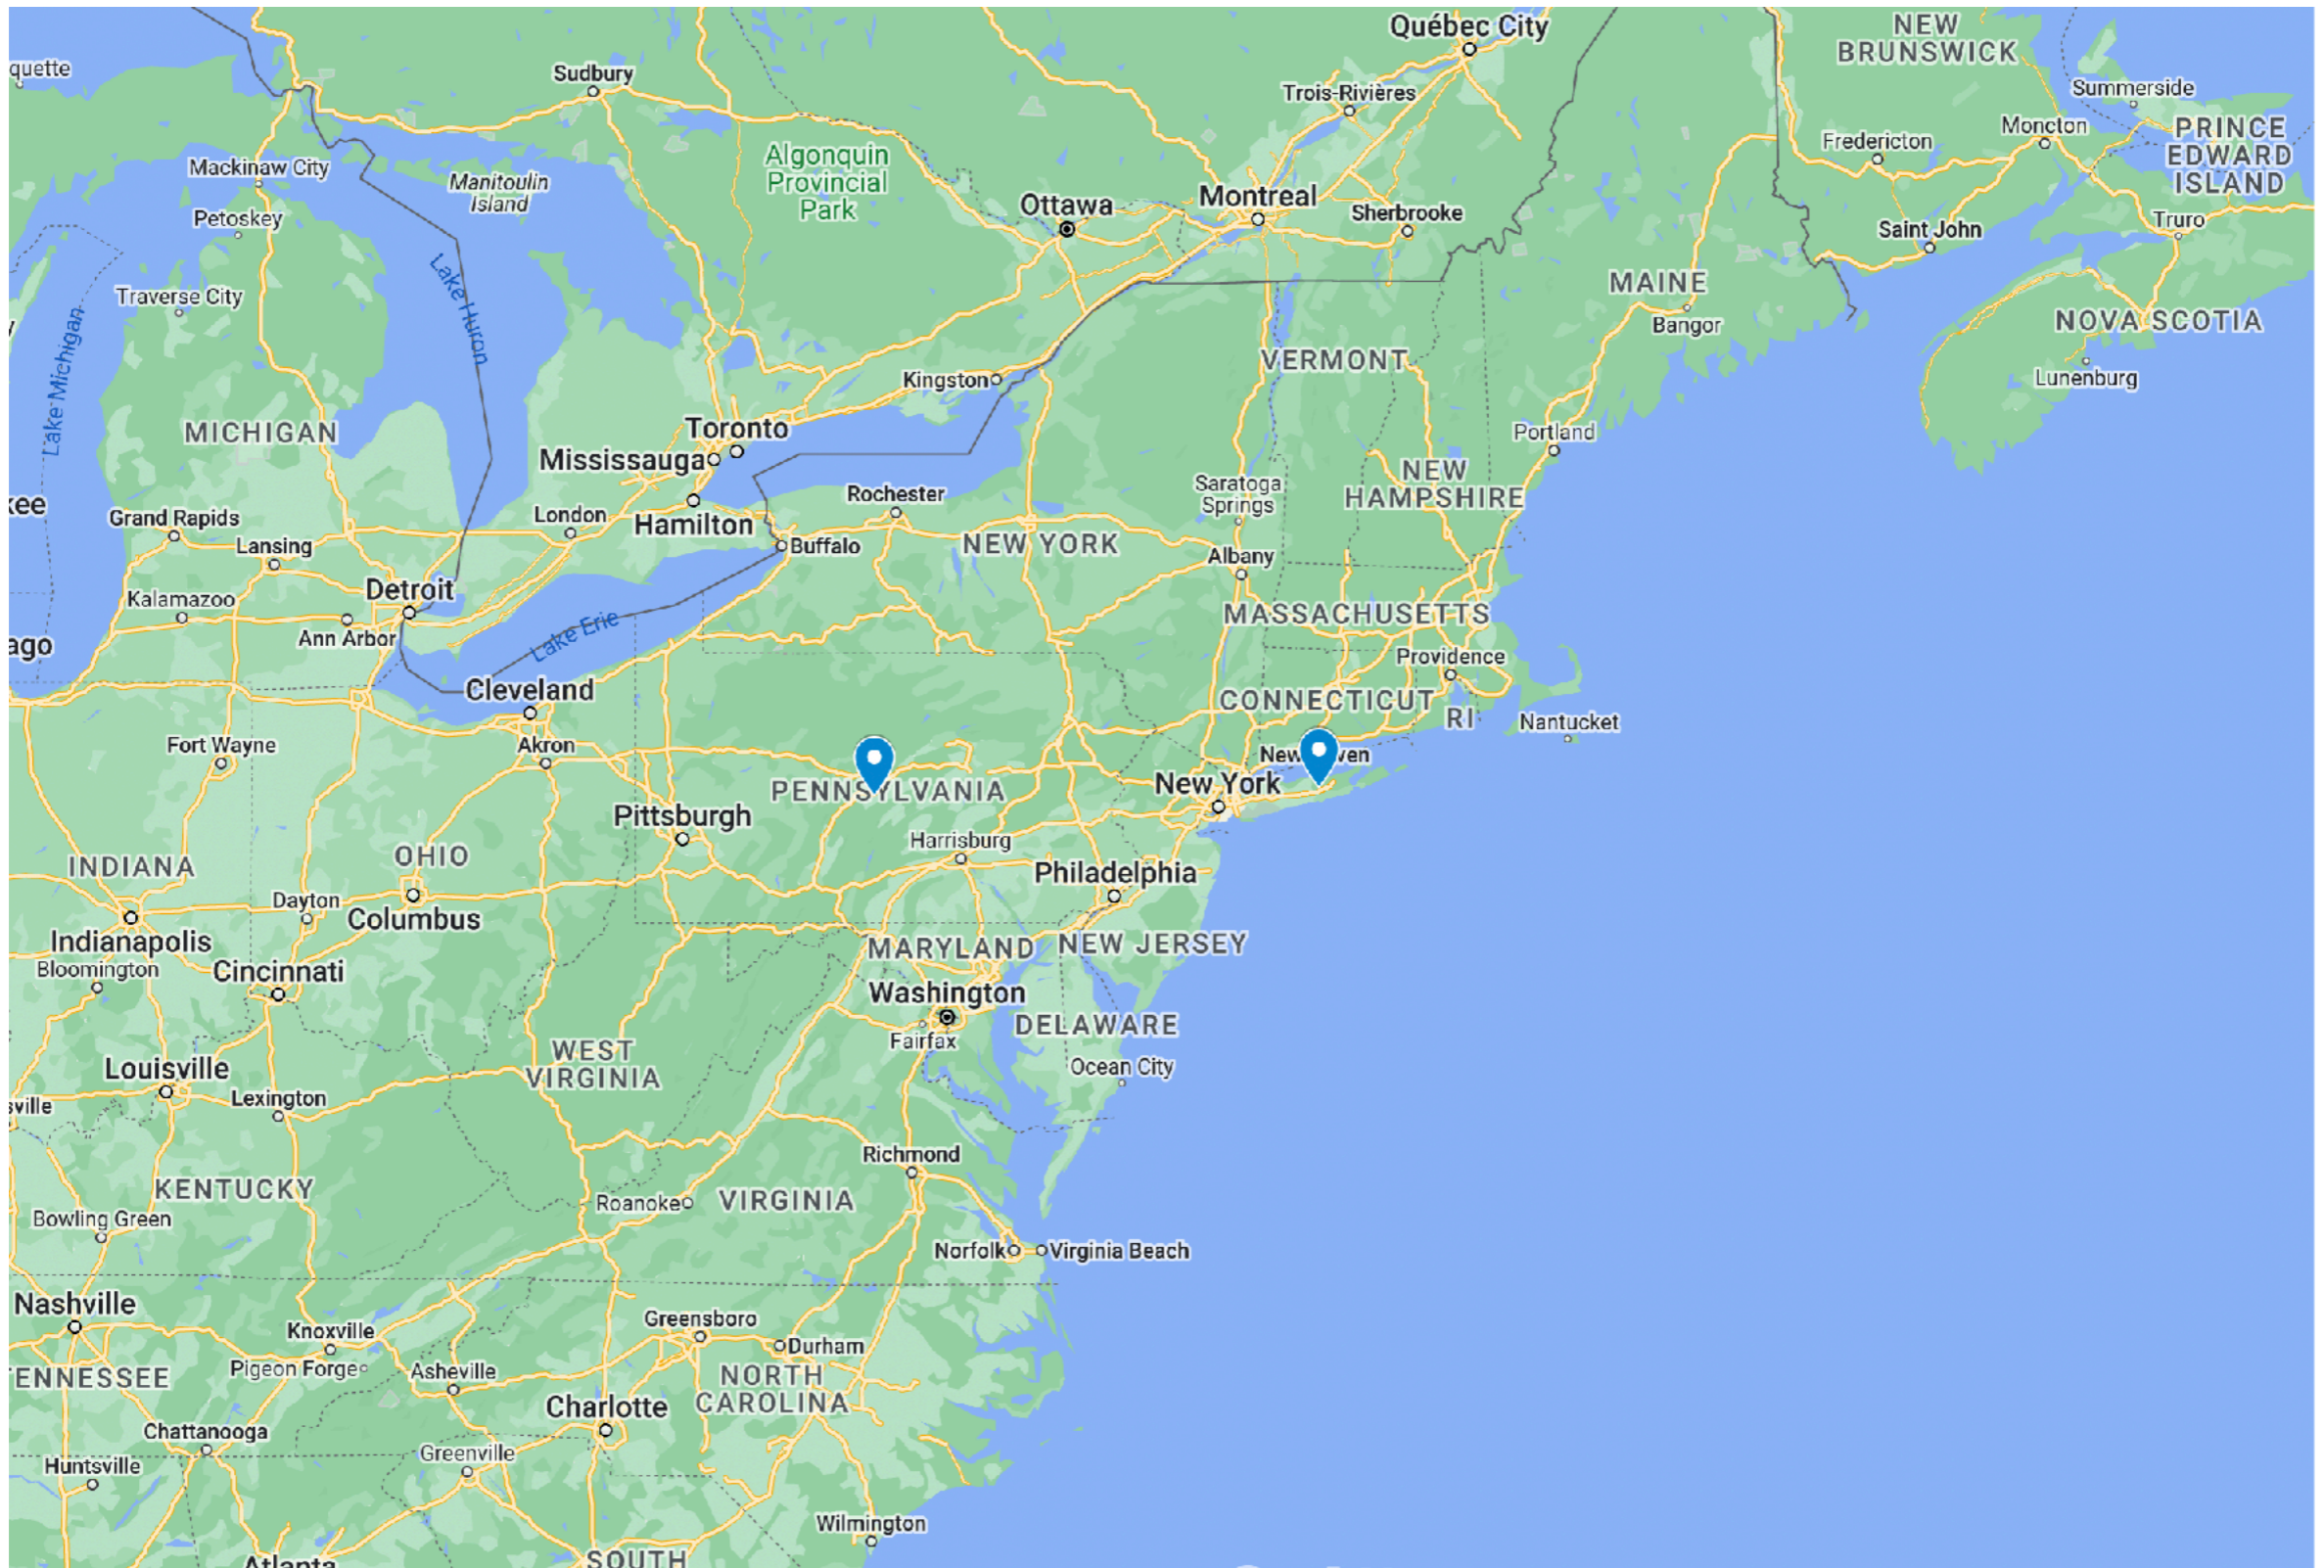 Québec City
NEW
BRUNSWICK
quette
Sudbury
Trois-Rivières
Summerside
Moncton
PRINCE
EDWARD
ISLAND
Fredericton
Mackinaw City
Manitoulin
Island
Algonquin
Provincial
Park
Ottawa
Montreal
Sherbrooke
Petoskey
Saint John
Truro
Lake Huron
MAINE
Traverse City
Bangor
NOVA SCOTIA
Lake Michigan
VERMONT
Kingston
Lunenburg
MICHIGAN
Toronto
Portland
Mississauga
NEW
HAMPSHIRE
Saratoga
Springs
Rochester
kee
Grand Rapids
London
Hamilton
Lansing
Buffalo
NEW YORK
Albany
Detroit
Kalamazoo
MASSACHUSETTS
Ann Arbor
Lake Erie
ago
Providence
Cleveland
CONNECTICUT
RI
Nantucket
Fort Wayne
Akron
New
ven
PENNSYLVANIA
New York
Pittsburgh
Harrisburg
OHIO
INDIANA
Philadelphia
Dayton
Columbus
Indianapolis
MARYLAND
NEW JERSEY
Bloomington
Cincinnati
Washington
DELAWARE
Fairfax
WEST
VIRGINIA
Ocean City
Louisville
Lexington
sville
Richmond
KENTUCKY
Roanoke
VIRGINIA
Bowling Green
Norfolk
Virginia Beach
Nashville
Greensboro
Knoxville
Durham
Pigeon Forge
Asheville
ENNESSEE
NORTH
CAROLINA
Charlotte
Chattanooga
Greenville
Huntsville
Wilmington
Atlanta
SOUTH